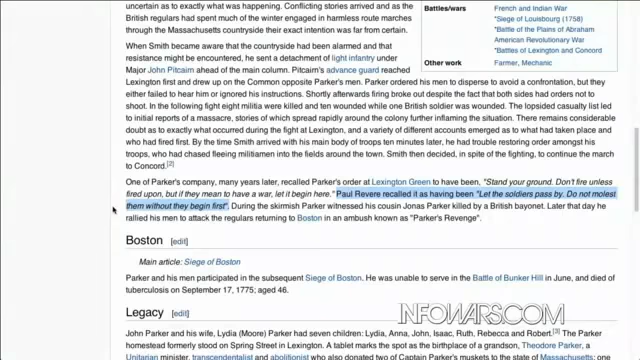 uncertain as to exactly what was happening. Conflicting stories arrived and as the
British regulars had spent much of the winter engaged in harmless route marches
through the Massachusetts countryside their exact intention was far from certain.
When Smith became aware that the countryside had been alarmed and that
resistance might be encountered, he sent a detachment of light infantry under
Major John Pitcairn ahead of the main column. Pitcairn's advance guard reached
Lexington first and drew up on the Common opposite Parker's men. Parker ordered his men to disperse to avoid a confrontation, but they
either failed to hear him or ignored his instructions. Shortly afterwards firing broke out despite the fact that both sides had orders not to
shoot. In the following fight eight militia were killed and ten wounded while one British soldier was wounded. The lopsided casualty list led
to initial reports of a massacre, stories of which spread rapidly around the colony further inflaming the situation. There remains considerable
doubt as to exactly what occurred during the fight at Lexington, and a variety of different accounts emerged as to what had taken place and
who had fired first. By the time Smith arrived with his main body of troops ten minutes later, he had trouble restoring order amongst his
troops, who had chased fleeing militiamen into the fields around the town. Smith then decided, in spite of the fighting, to continue the march
to Concord.[2]
Battles/wars French and Indian War
*Siege of Louisbourg (1758)
*Battle of the Plains of Abraham
American Revolutionary War
*Battles of Lexington and Concord
Other work Farmer, Mechanic
One of Parker's company, many years later, recalled Parker's order at Lexington Green to have been, "Stand your ground. Don't fire unless
fired upon, but if they mean to have a war, let it begin here." Paul Revere recalled it as having been "Let the soldiers pass by. Do not molest
them without they begin first". During the skirmish Parker witnessed his cousin Jonas Parker killed by a British bayonet. Later that day he
rallied his men to attack the regulars returning to Boston in an ambush known as "Parker's Revenge".
Boston [edit]
Main article: Siege of Boston
Parker and his men participated in the subsequent Siege of Boston. He was unable to serve in the Battle of Bunker Hill in June, and died of
tuberculosis on September 17, 1775; aged 46.
Legacy [edit]
INFOWARS.COM
John Parker and his wife, Lydia (Moore) Parker had seven children: Lydia, Anna, John, Isaac, Ruth, Rebecca and Robert.[3] The Parker
homestead formerly stood on Spring Street in Lexington. A tablet marks the spot as the birthplace of a grandson, Theodore Parker, a
Unitarian minister, transcendentalist and abolitionist who also donated two of Captain Parker's muskets to the state of Massachusetts; one